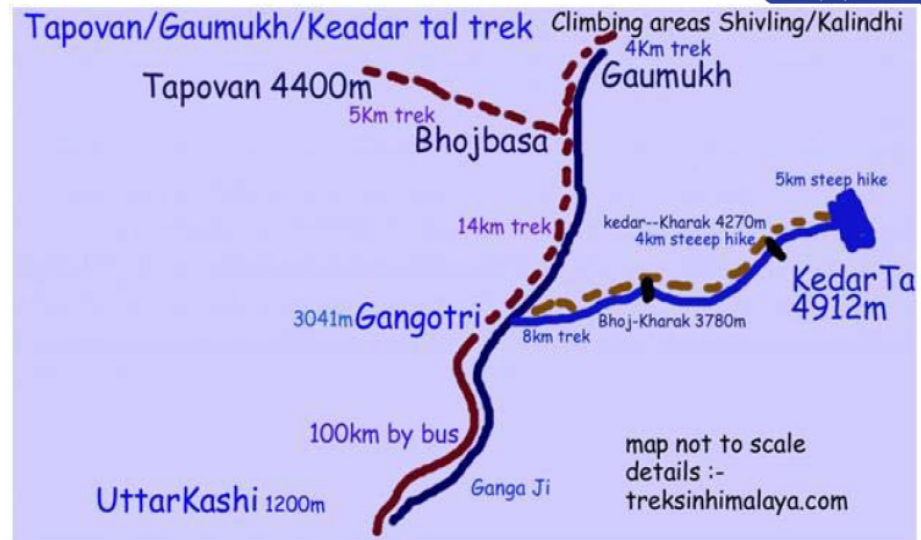 Tapovan/Gaumukh/Keadar tal trek
Climbing areas Shivling/Kalindhi
4Km trek
Gaumukh
Tapovan 4400m
5Km trek
Bhojbasa
5km steep hike
14km trek
kedar--Kharak 4270m
4km steeep hike
KedarTa
4912m
3041m Gangotri
Bhoj-Kharak 3780m
8km trek
100km by bus
map not to scale
details :-
treksinhimalaya.com
Ganga Ji
UttarKashi 1200m